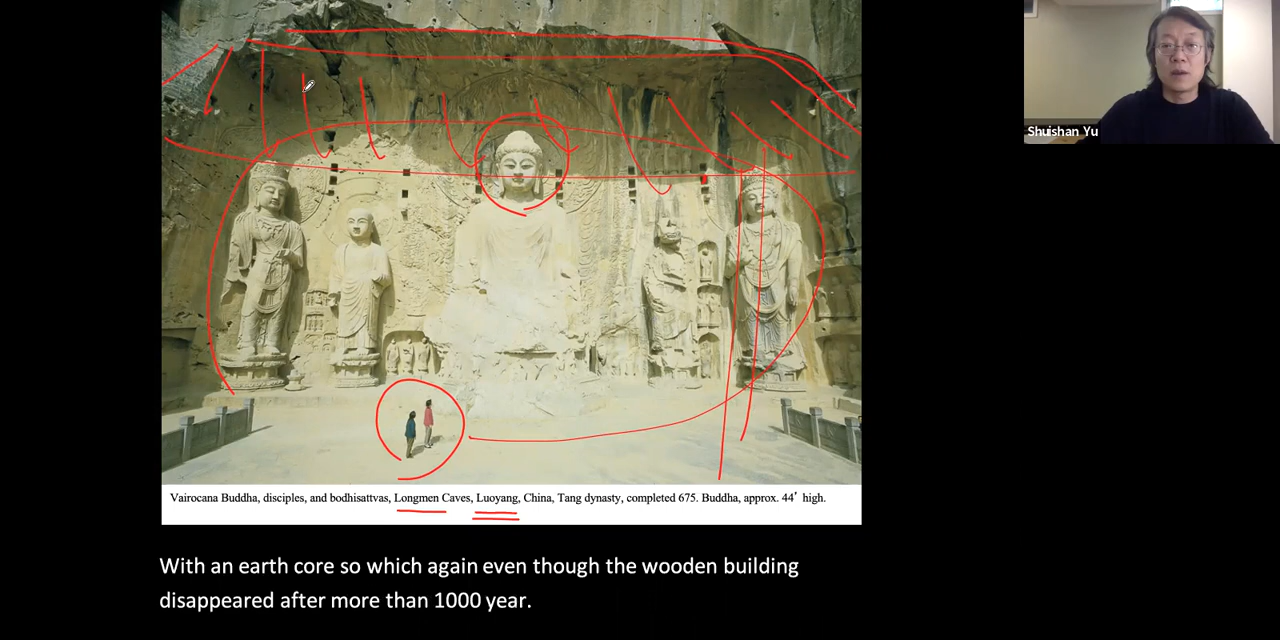 Shuishan Yu
Vairocana Buddha, disciples, and bodhisattvas, Longmen Caves, Luoyang, China, Tang dynasty, completed 675. Buddha, approx. 44′ high.
With an earth core so which again even though the wooden building
disappeared after more than 1000 year.